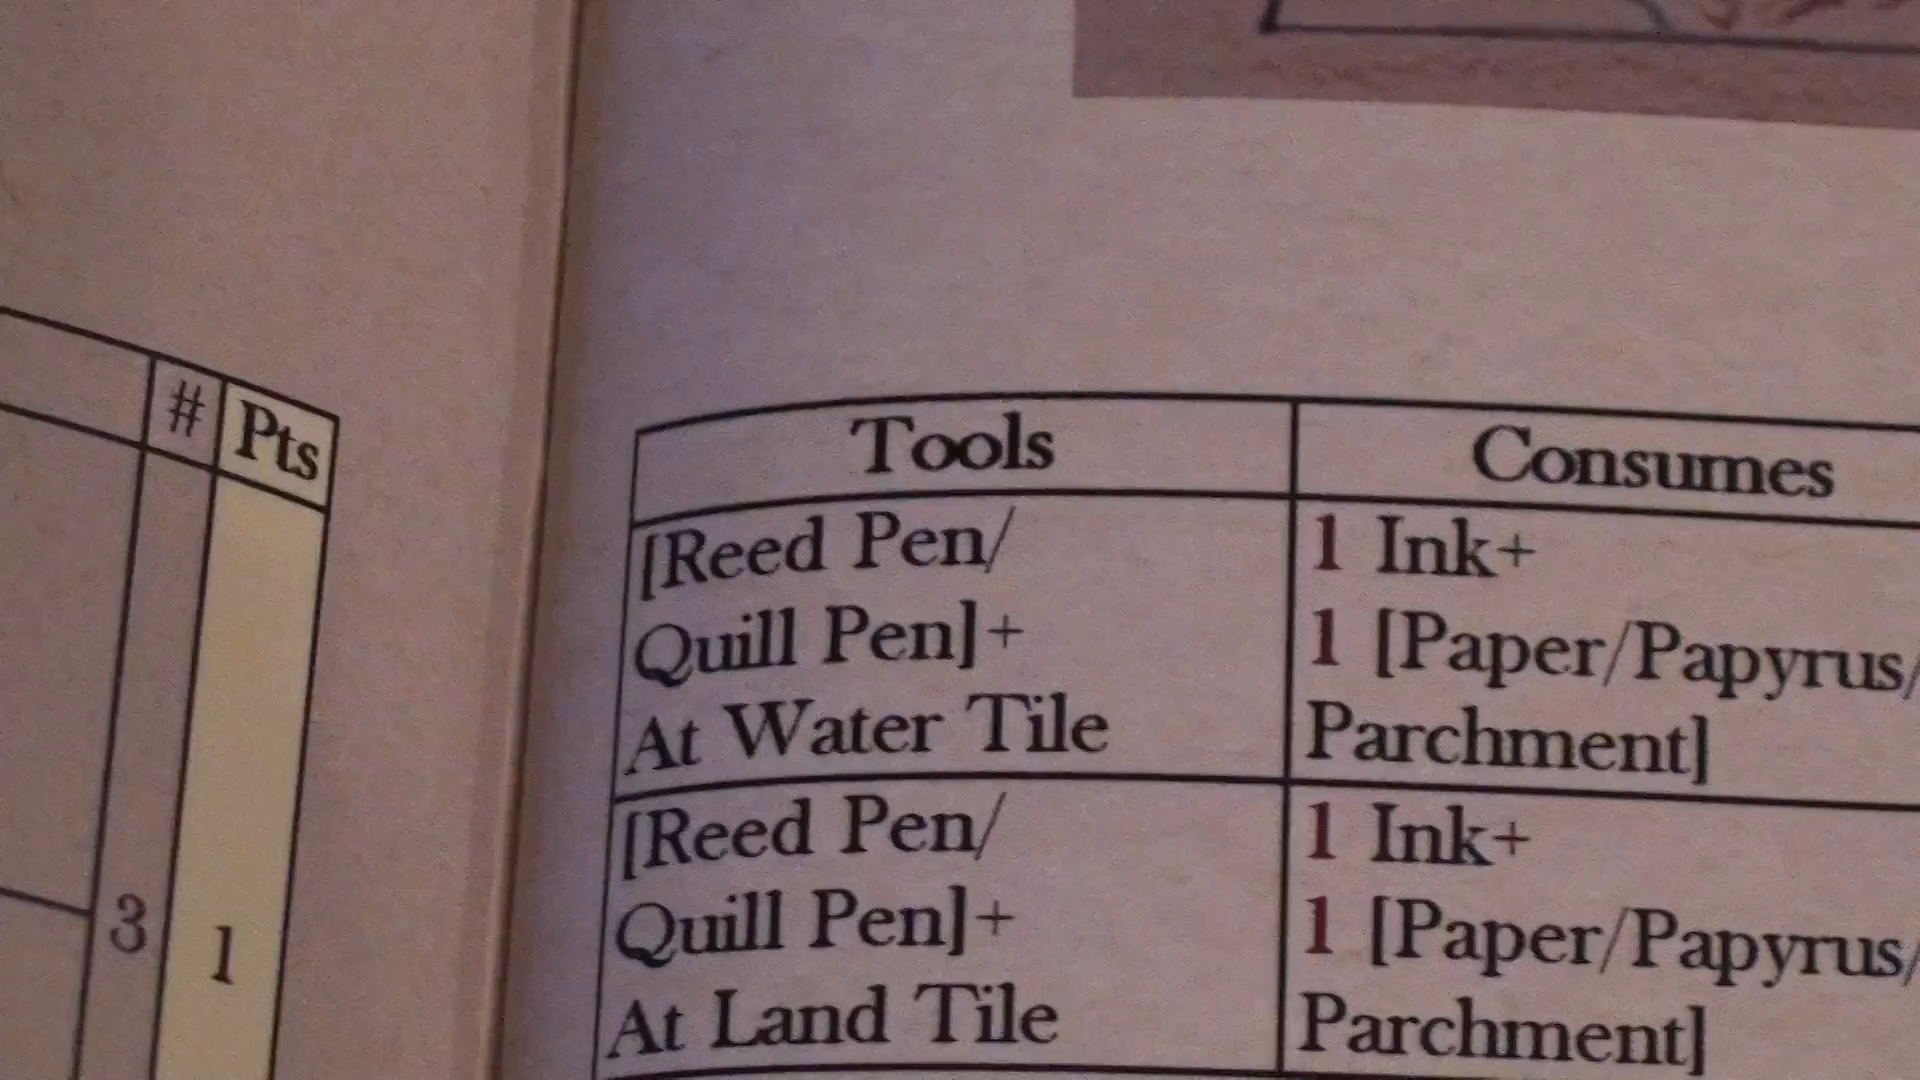 # Pts
3 1
Tools Consumes
[Reed Pen/ 1 Ink+
Quill Pen]+ 1 [Paper/Papyrus/
At Water Tile Parchment]
[Reed Pen/ 1 Ink+
Quill Pen]+ 1 [Paper/Papyrus/
At Land Tile Parchment]